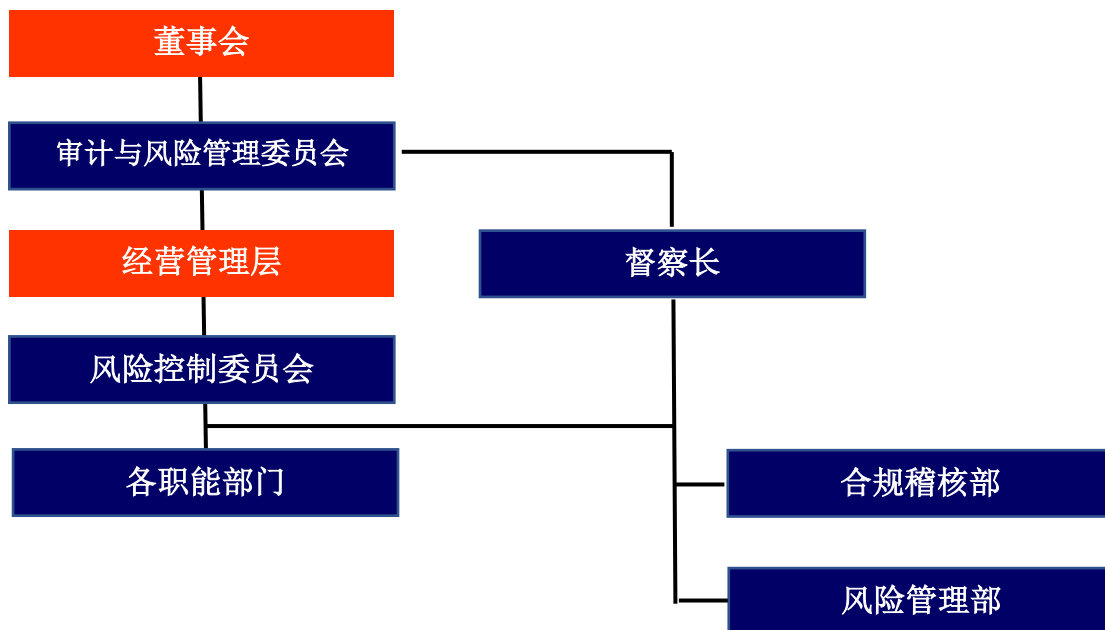 董事会
审计与风险管理委员会
经营管理层
督察长
风险控制委员会
各职能部门
合规稽核部
风险管理部